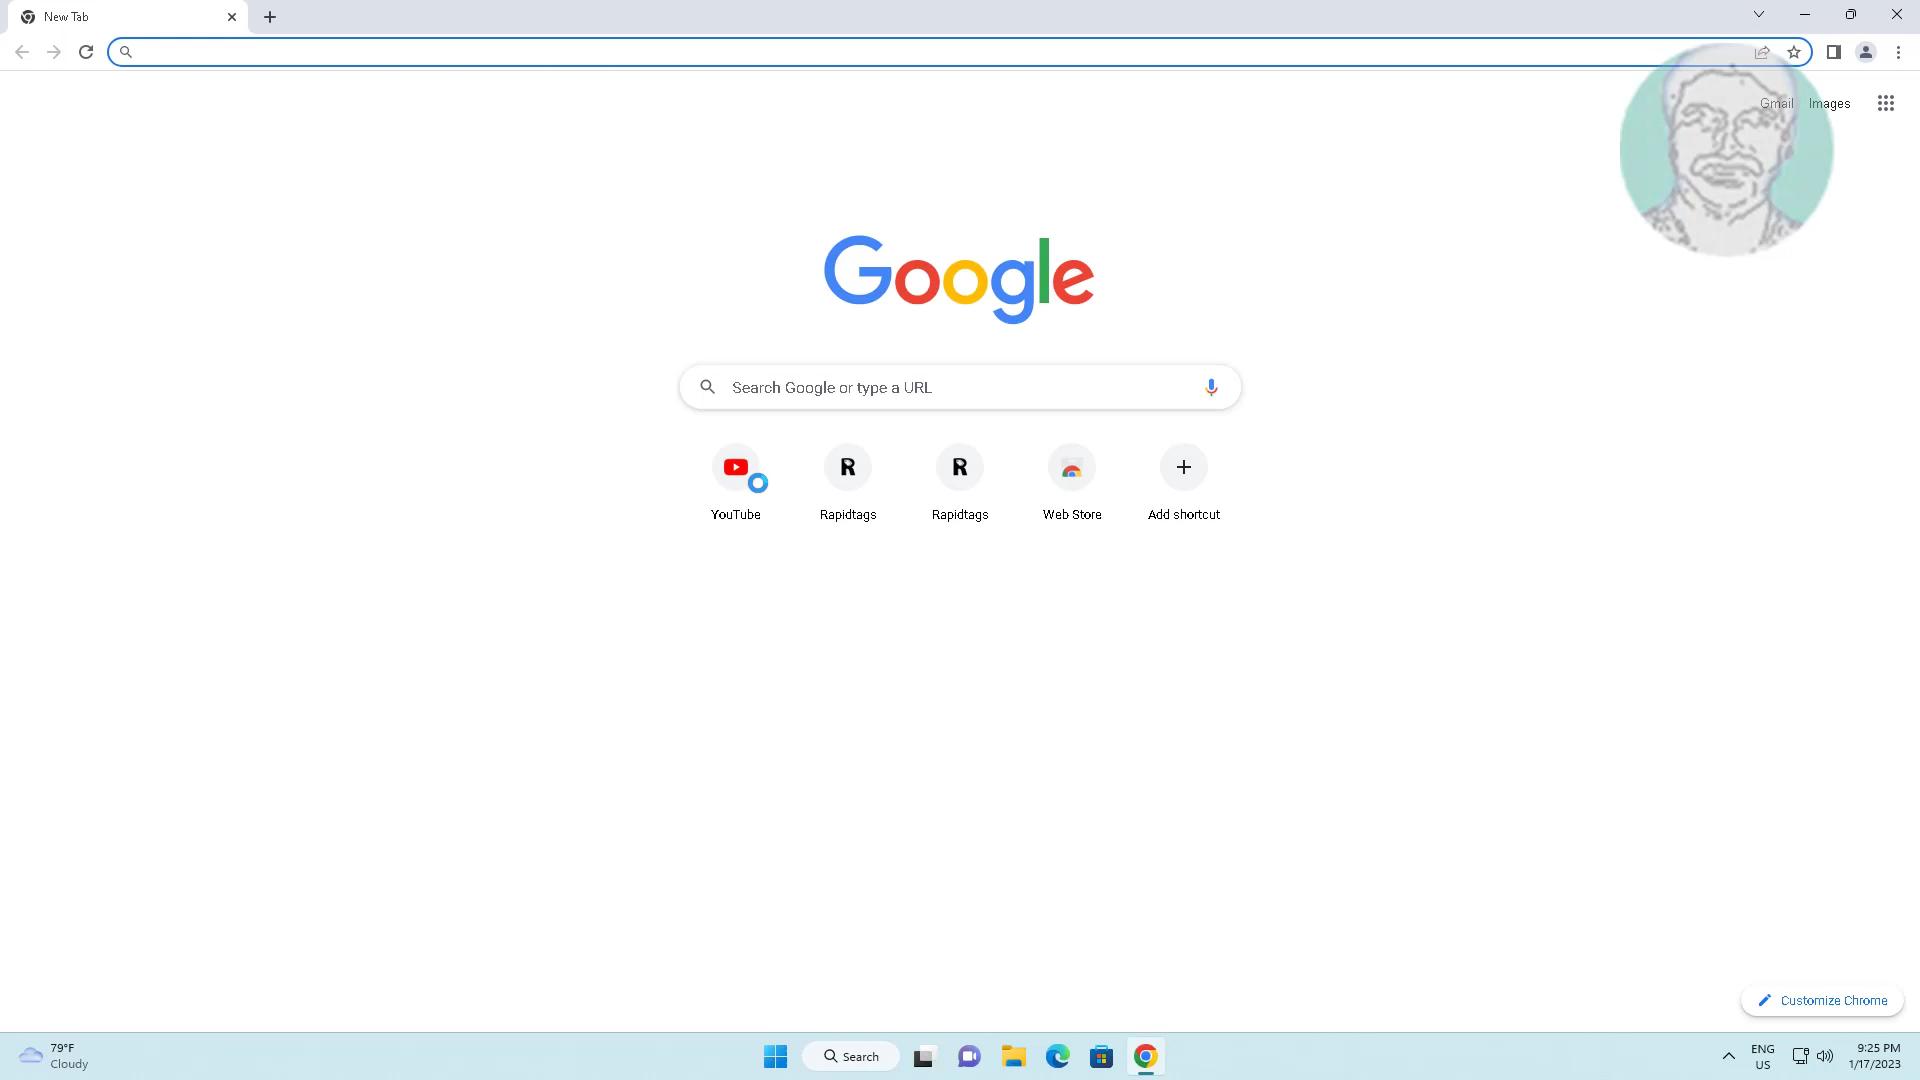 New Tab
Gmail Images
Google
Search Google or type a URL
YouTube
Rapidtags
Rapidtags
Web Store
Add shortcut
Customize Chrome
79°F
Cloudy
Search
ENG
US
9:25 PM
1/17/2023